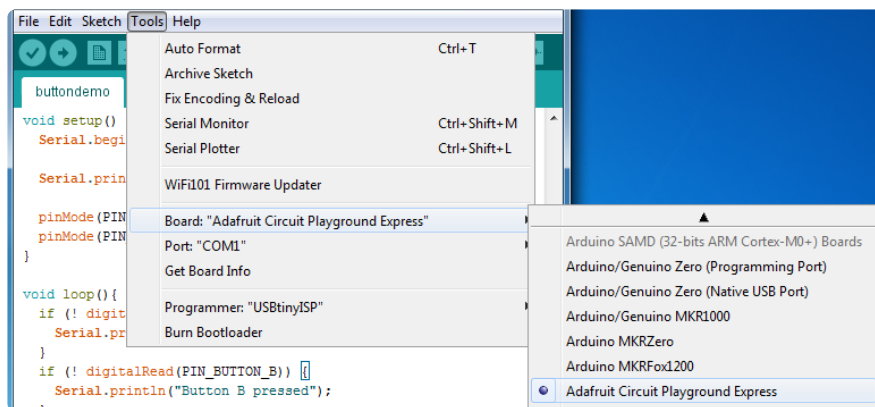 File Edit Sketch Tools Help
Auto Format Ctrl+T
Archive Sketch
Fix Encoding & Reload
Serial Monitor Ctrl+Shift+M
Serial Plotter Ctrl+Shift+L
WiFi101 Firmware Updater
Board: "Adafruit Circuit Playground Express"
Port: "COM1"
Get Board Info
Programmer: "USBtinyISP"
Burn Bootloader
Arduino SAMD (32-bits ARM Cortex-M0+) Boards
Arduino/Genuino Zero (Programming Port)
Arduino/Genuino Zero (Native USB Port)
Arduino/Genuino MKR1000
Arduino MKRZero
Arduino MKRFox1200
Adafruit Circuit Playground Express
buttondemo
void setup()
Serial.begi
Serial.prin
pinMode(PIN
pinMode(PIN
}
void loop(){
if (! digit
Serial.pr
}
if (! digitalRead(PIN_BUTTON_B)) {
Serial.println("Button B pressed");